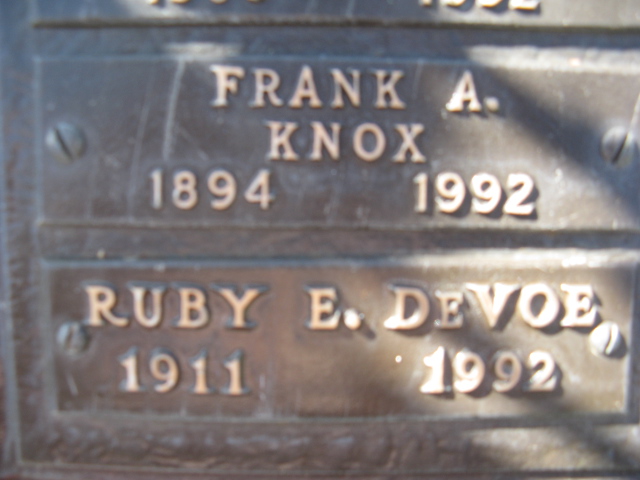 FRANK A.
KNOX
1894 1992
RUBY E. DEVOE
1911 1992